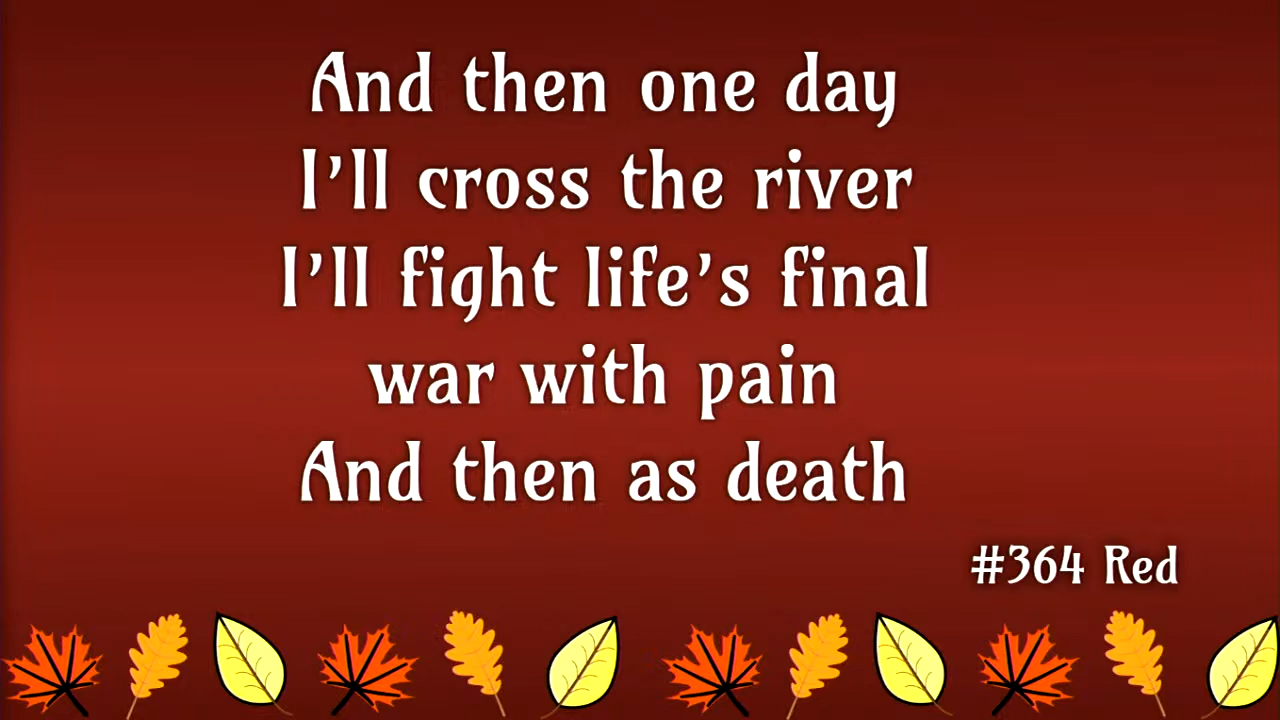 And then one day
I’ll cross the river
I’ll fight life’s final
war with pain
And then as death
#364 Red